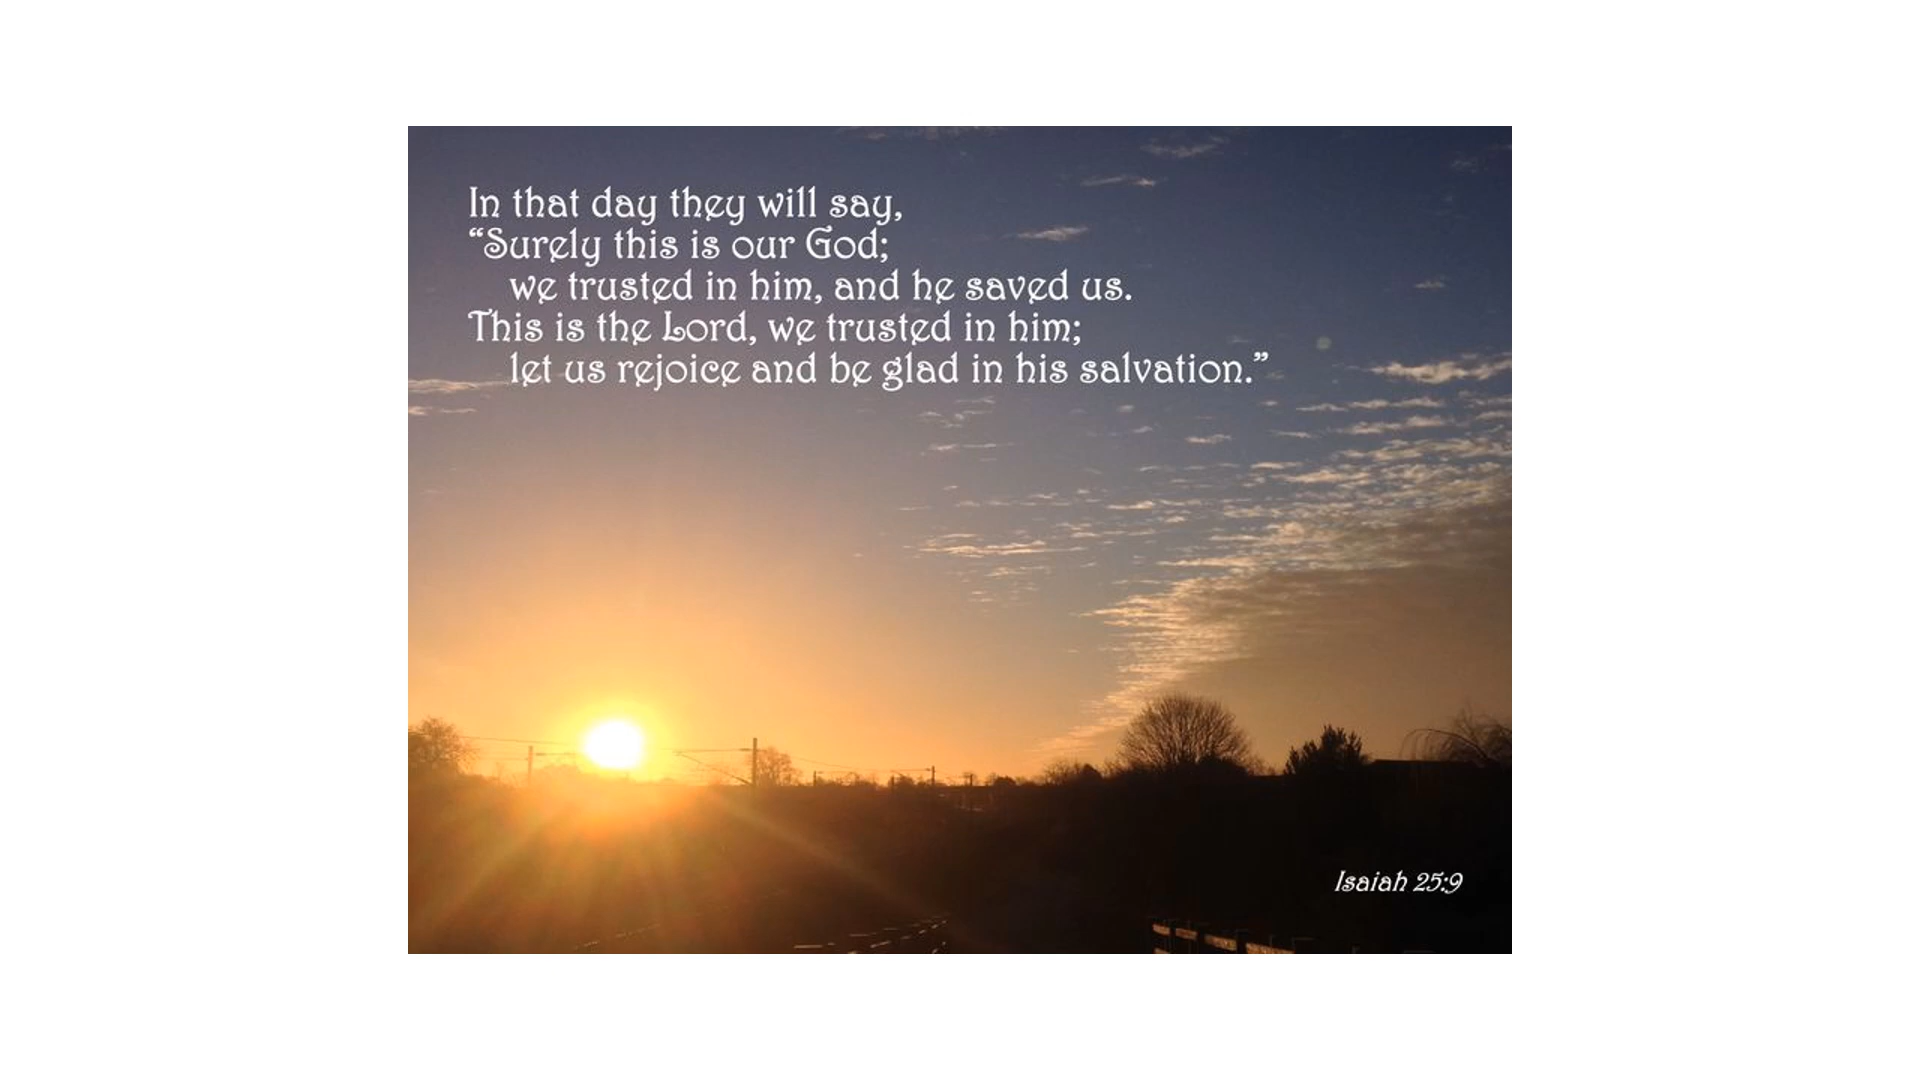 In that day they will say,
“Surely this is our God;
we trusted in him, and he saved us.
This is the Lord, we trusted in him;
let us rejoice and be glad in his salvation.”
Isaiah 25:9